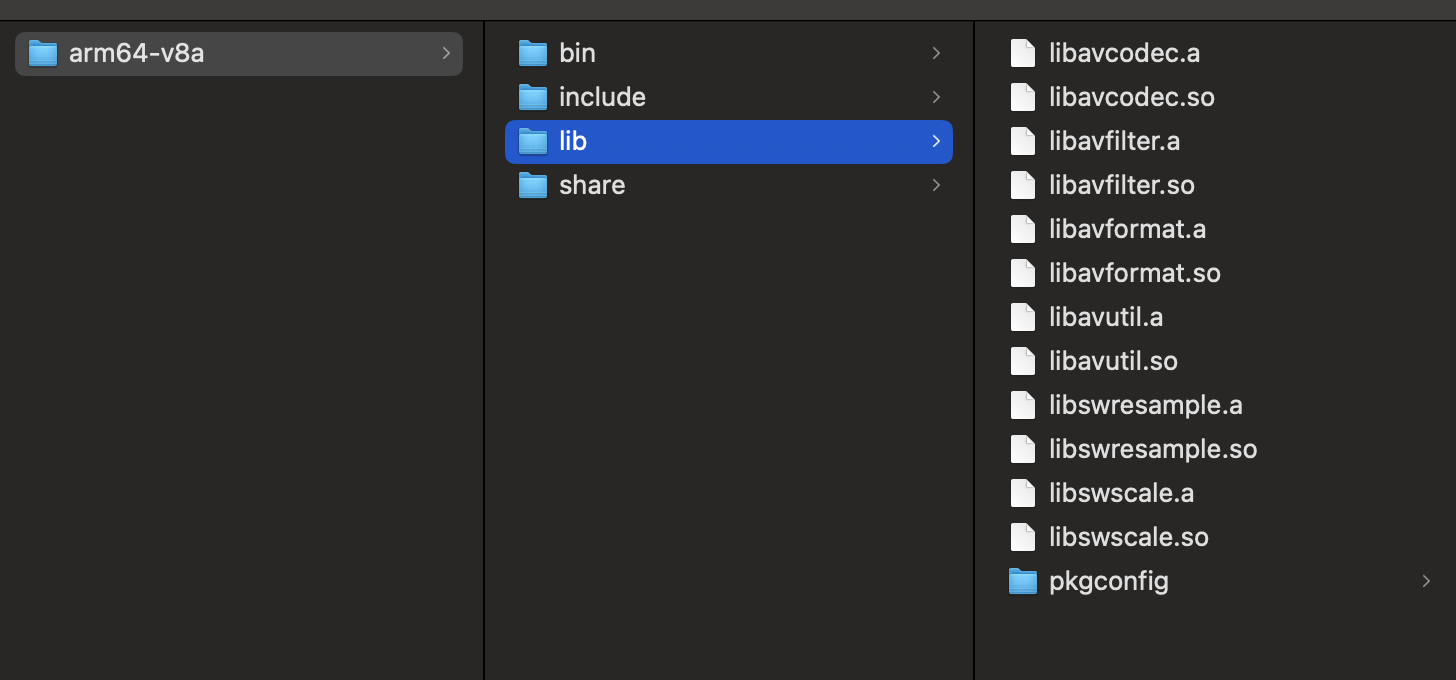 arm64-v8a
bin
include
lib
share
libavcodec.a
libavcodec.so
libavfilter.a
libavfilter.so
libavformat.a
libavformat.so
libavutil.a
libavutil.so
libswresample.a
libswresample.so
libswscale.a
libswscale.so
pkgconfig